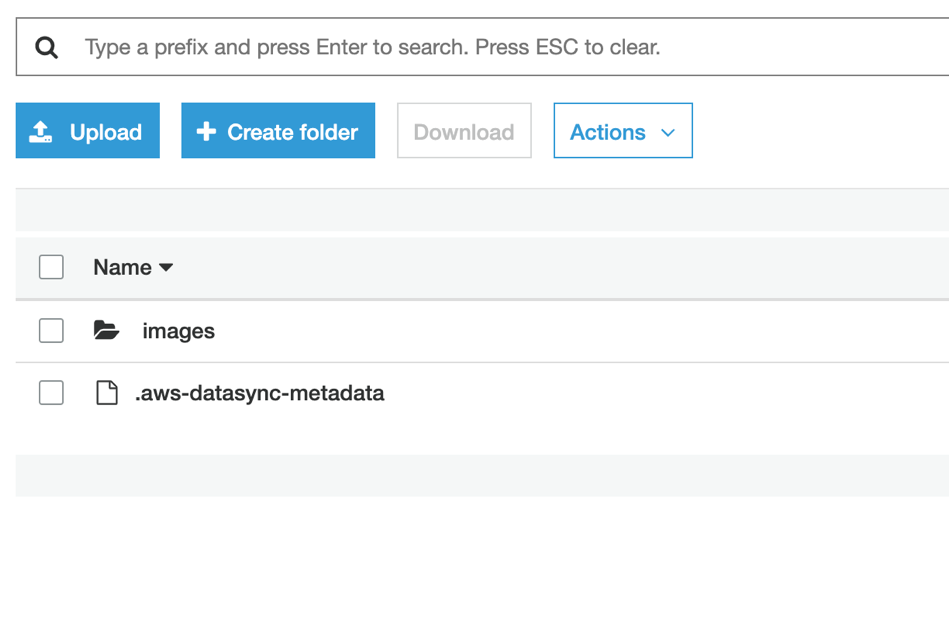 Type a prefix and press Enter to search. Press ESC to clear.
Upload Create folder Download Actions
Name
images
.aws-datasync-metadata